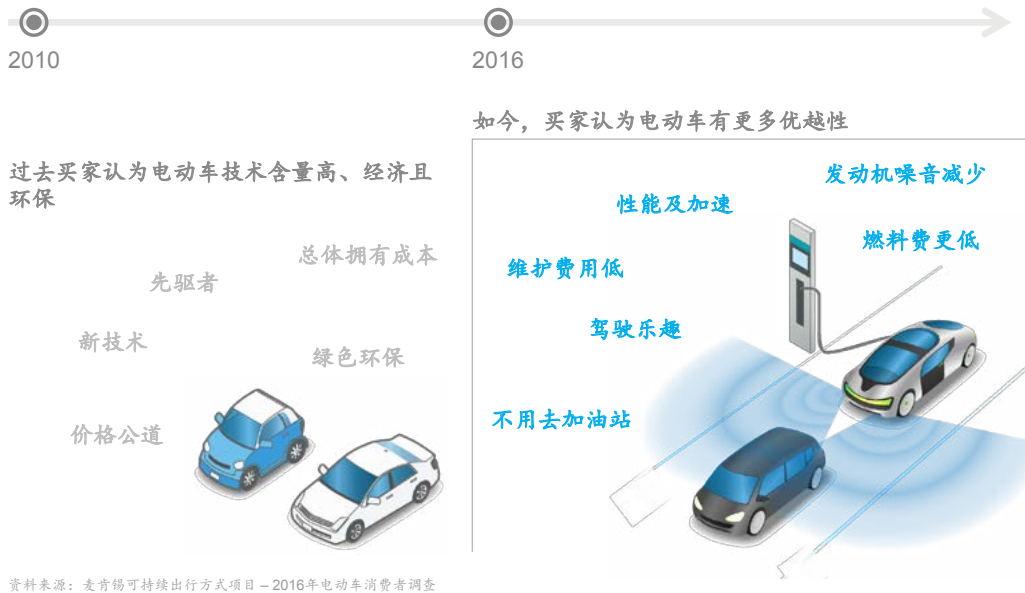 2010
2016
如今，买家认为电动车有更多优越性
过去买家认为电动车技术含量高、经济且
环保
总体拥有成本
先驱者
新技术
绿色环保
价格公道
发动机噪音减少
性能及加速
燃料费更低
维护费用低
驾驶乐趣
不用去加油站
资料来源：麦肯锡可持续出行方式项目 – 2016年电动车消费者调查